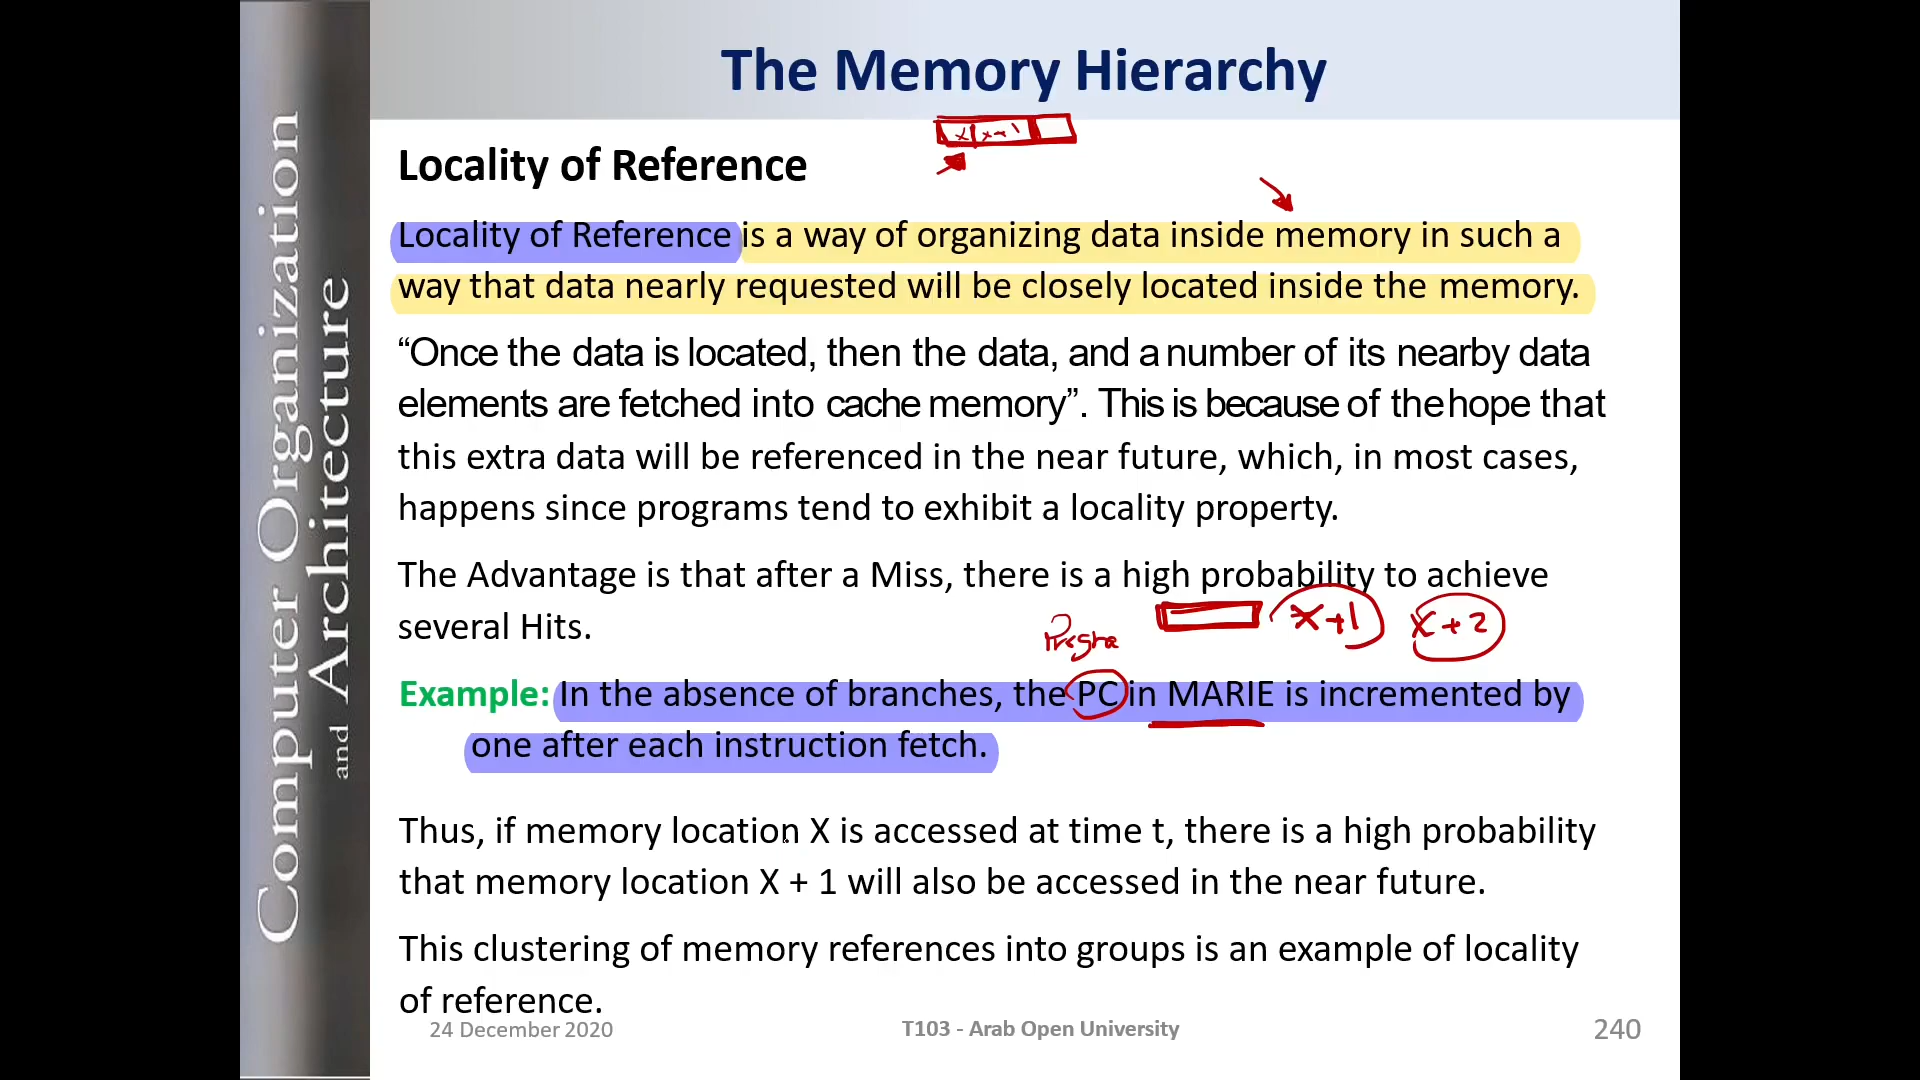 Computer Organization
and Architecture
The Memory Hierarchy
x x+1
Locality of Reference
Locality of Reference is a way of organizing data inside memory in such a
way that data nearly requested will be closely located inside the memory.
“Once the data is located, then the data, and a number of its nearby data
elements are fetched into cache memory”. This is because of the hope that
this extra data will be referenced in the near future, which, in most cases,
happens since programs tend to exhibit a locality property.
The Advantage is that after a Miss, there is a high probability to achieve
several Hits.
x+1 x+2
Example: In the absence of branches, the PC in MARIE is incremented by
one after each instruction fetch.
Thus, if memory location X is accessed at time t, there is a high probability
that memory location X + 1 will also be accessed in the near future.
This clustering of memory references into groups is an example of locality
of reference.
24 December 2020
T103 - Arab Open University
240